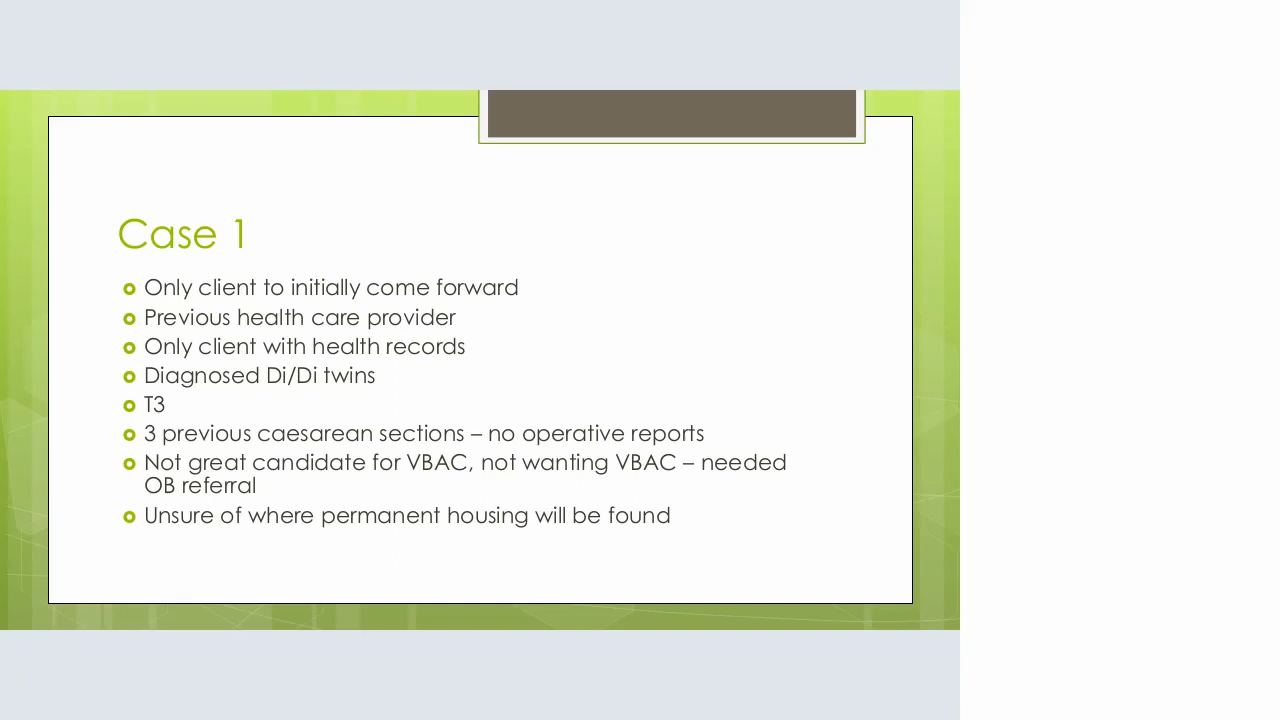 Case 1
Only client to initially come forward
Previous health care provider
Only client with health records
Diagnosed Di/Di twins
T3
3 previous caesarean sections – no operative reports
Not great candidate for VBAC, not wanting VBAC – needed
OB referral
Unsure of where permanent housing will be found